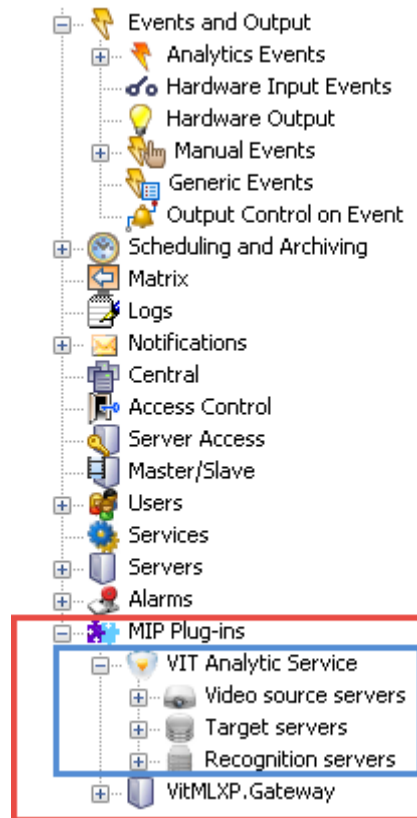 Events and Output
Analytics Events
Hardware Input Events
Hardware Output
Manual Events
Generic Events
Output Control on Event
Scheduling and Archiving
Matrix
Logs
Notifications
Central
Access Control
Server Access
Master/Slave
Users
Services
Servers
Alarms
MIP Plug-ins
VIT Analytic Service
Video source servers
Target servers
Recognition servers
VitMLXP.Gateway